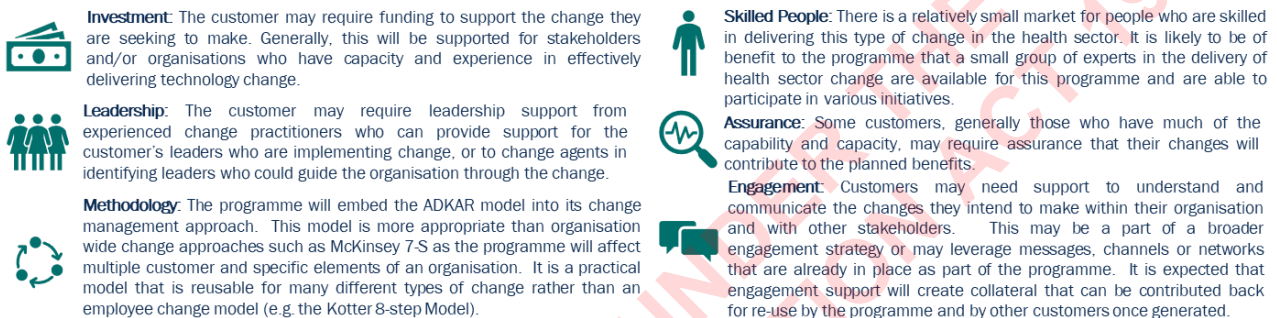 Investment: The customer may require funding to support the change they
are seeking to make. Generally, this will be supported for stakeholders
and/or organisations who have capacity and experience in effectively
delivering technology change.
Leadership: The customer may require leadership support from
experienced change practitioners who can provide support for the
customer's leaders who are implementing change, or to change agents in
identifying leaders who could guide the organisation through the change.
Methodology: The programme will embed the ADKAR model into its change
management approach. This model is more appropriate than organisation
wide change approaches such as McKinsey 7-S as the programme will affect
multiple customer and specific elements of an organisation. It is a practical
model that is reusable for many different types of change rather than an
employee change model (e.g. the Kotter 8-step Model).
Skilled People: There is a relatively small market for people who are skilled
in delivering this type of change in the health sector. It is likely to be of
benefit to the programme that a small group of experts in the delivery of
health sector change are available for this programme and are able to
participate in various initiatives.
Assurance: Some customers, generally those who have much of the
capability and capacity, may require assurance that their changes will
contribute to the planned benefits.
Engagement: Customers may need support to understand and
communicate the changes they intend to make within their organisation
and with other stakeholders. This may be a part of a broader
engagement strategy or may leverage messages, channels or networks
that are already in place as part of the programme. It is expected that
engagement support will create collateral that can be contributed back
for re-use by the programme and by other customers once generated.
UNDER THE
ACT